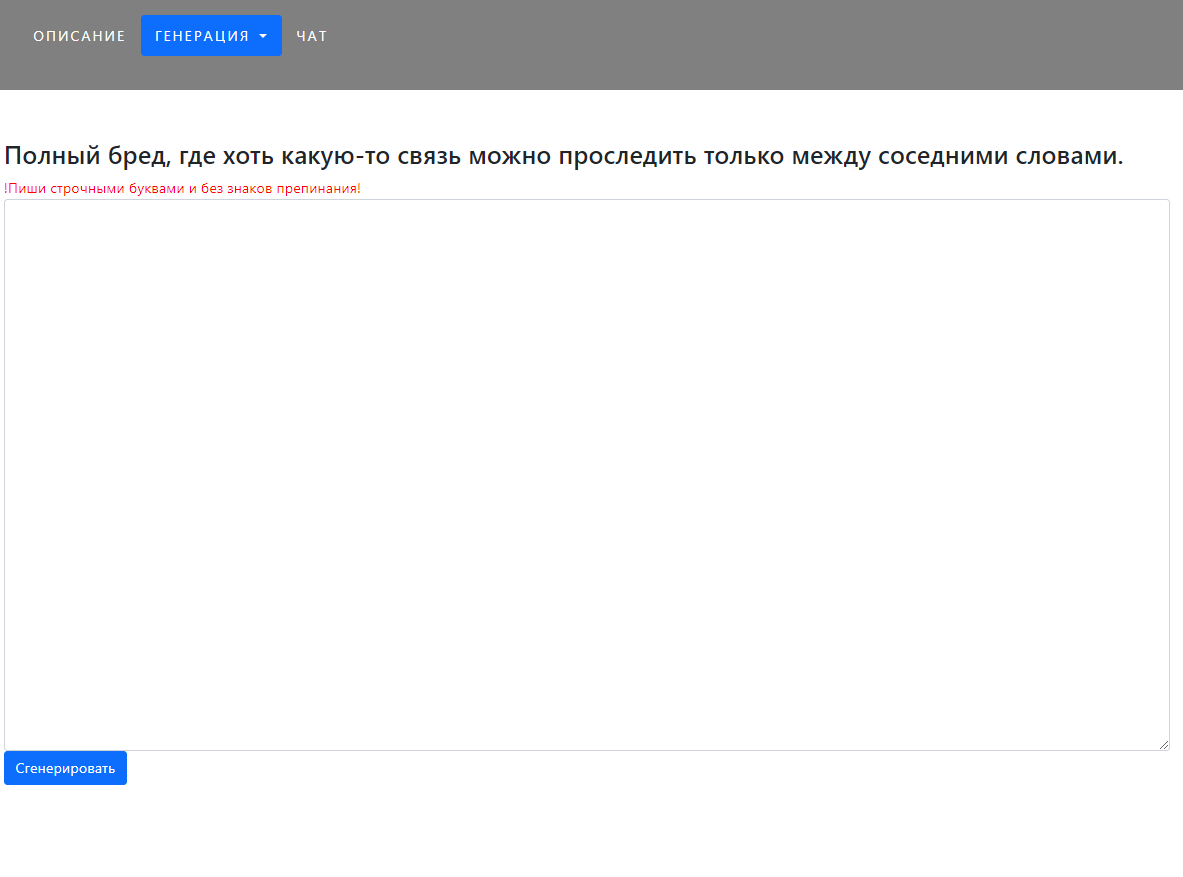 ОПИСАНИЕ ГЕНЕРАЦИЯ ЧАТ
Полный бред, где хоть какую-то связь можно проследить только между соседними словами.
!Пиши строчными буквами и без знаков препинания!
Сгенерировать